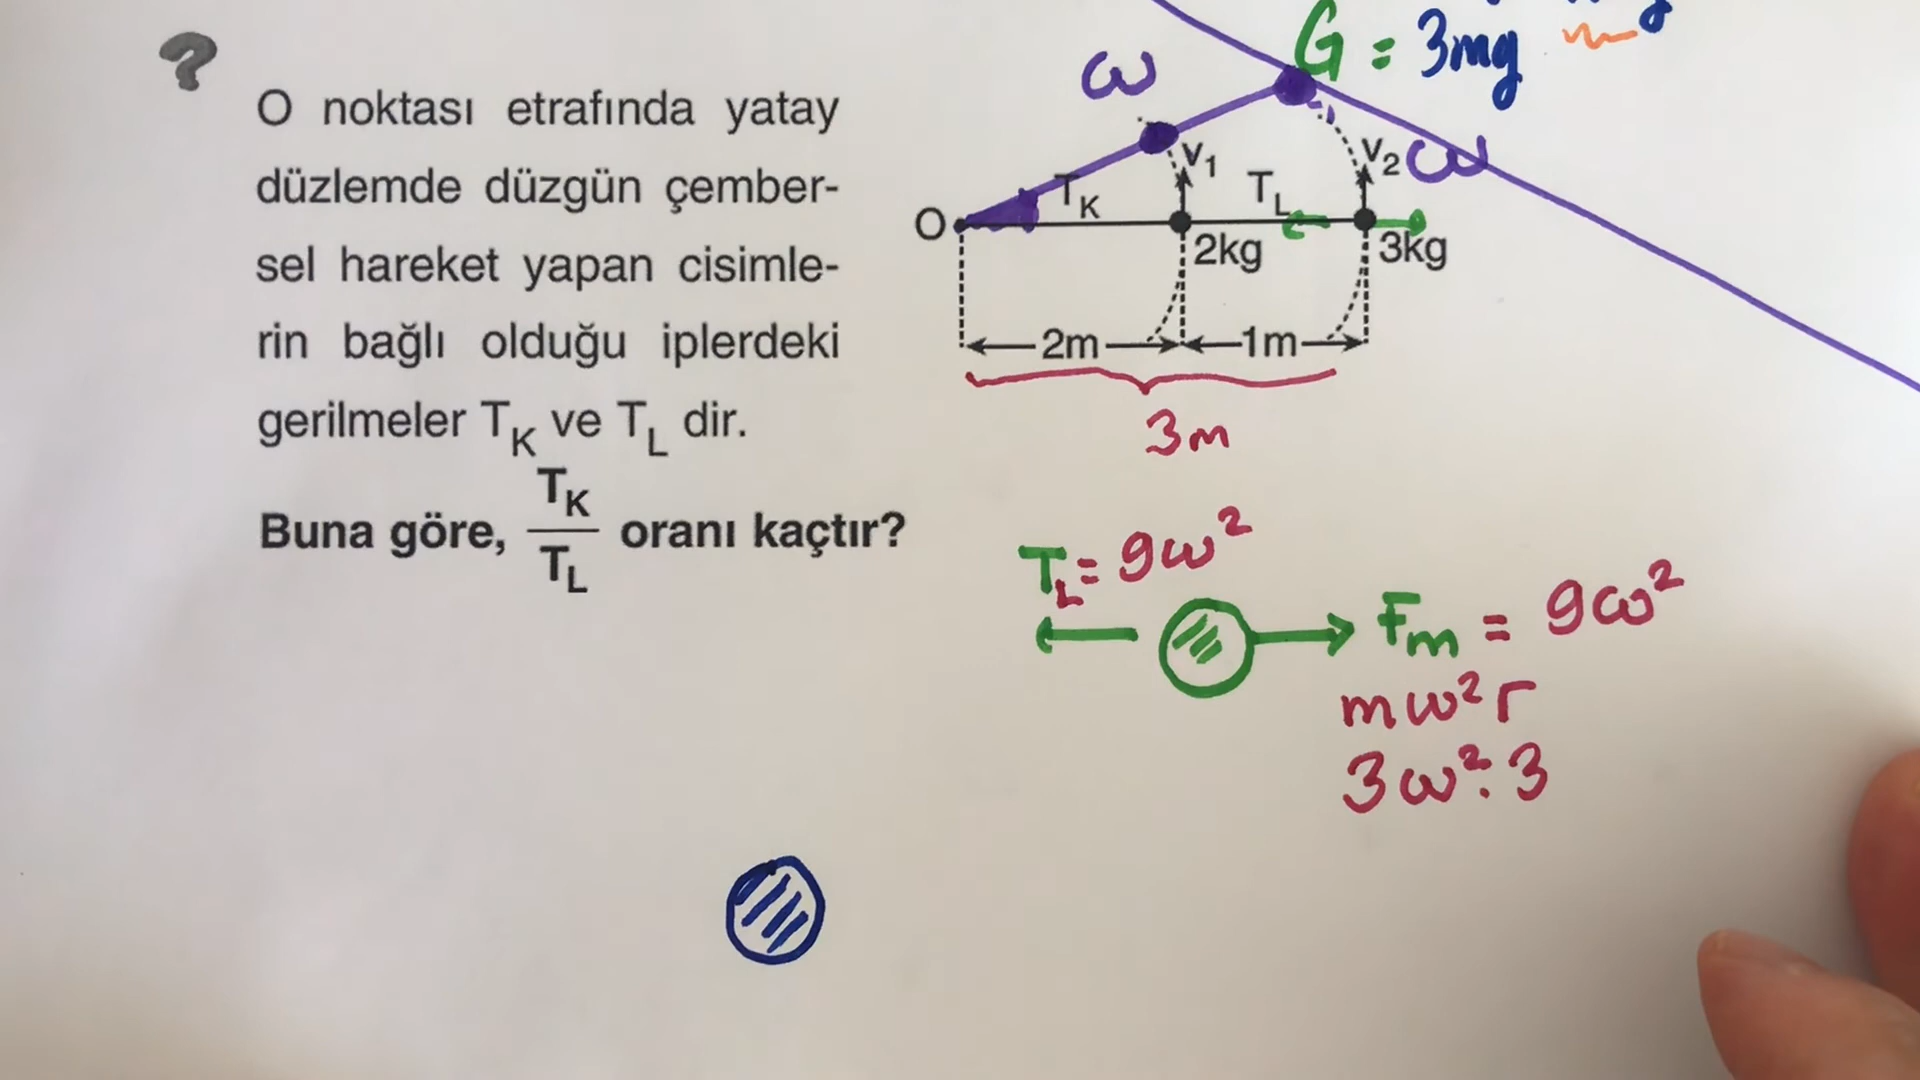 ?
O noktası etrafında yatay
düzlemde düzgün çember-
sel hareket yapan cisimle-
rin bağlı olduğu iplerdeki
gerilmeler T_K ve T_L dir.
Buna göre, T_K / T_L oranı kaçtır?
G = 3mg
ω
V₁
V₂
ω
T_K
T_L
O
2kg
3kg
2m
1m
3m
T_L = 9ω²
F_m = 9ω²
mω²r
3ω².3